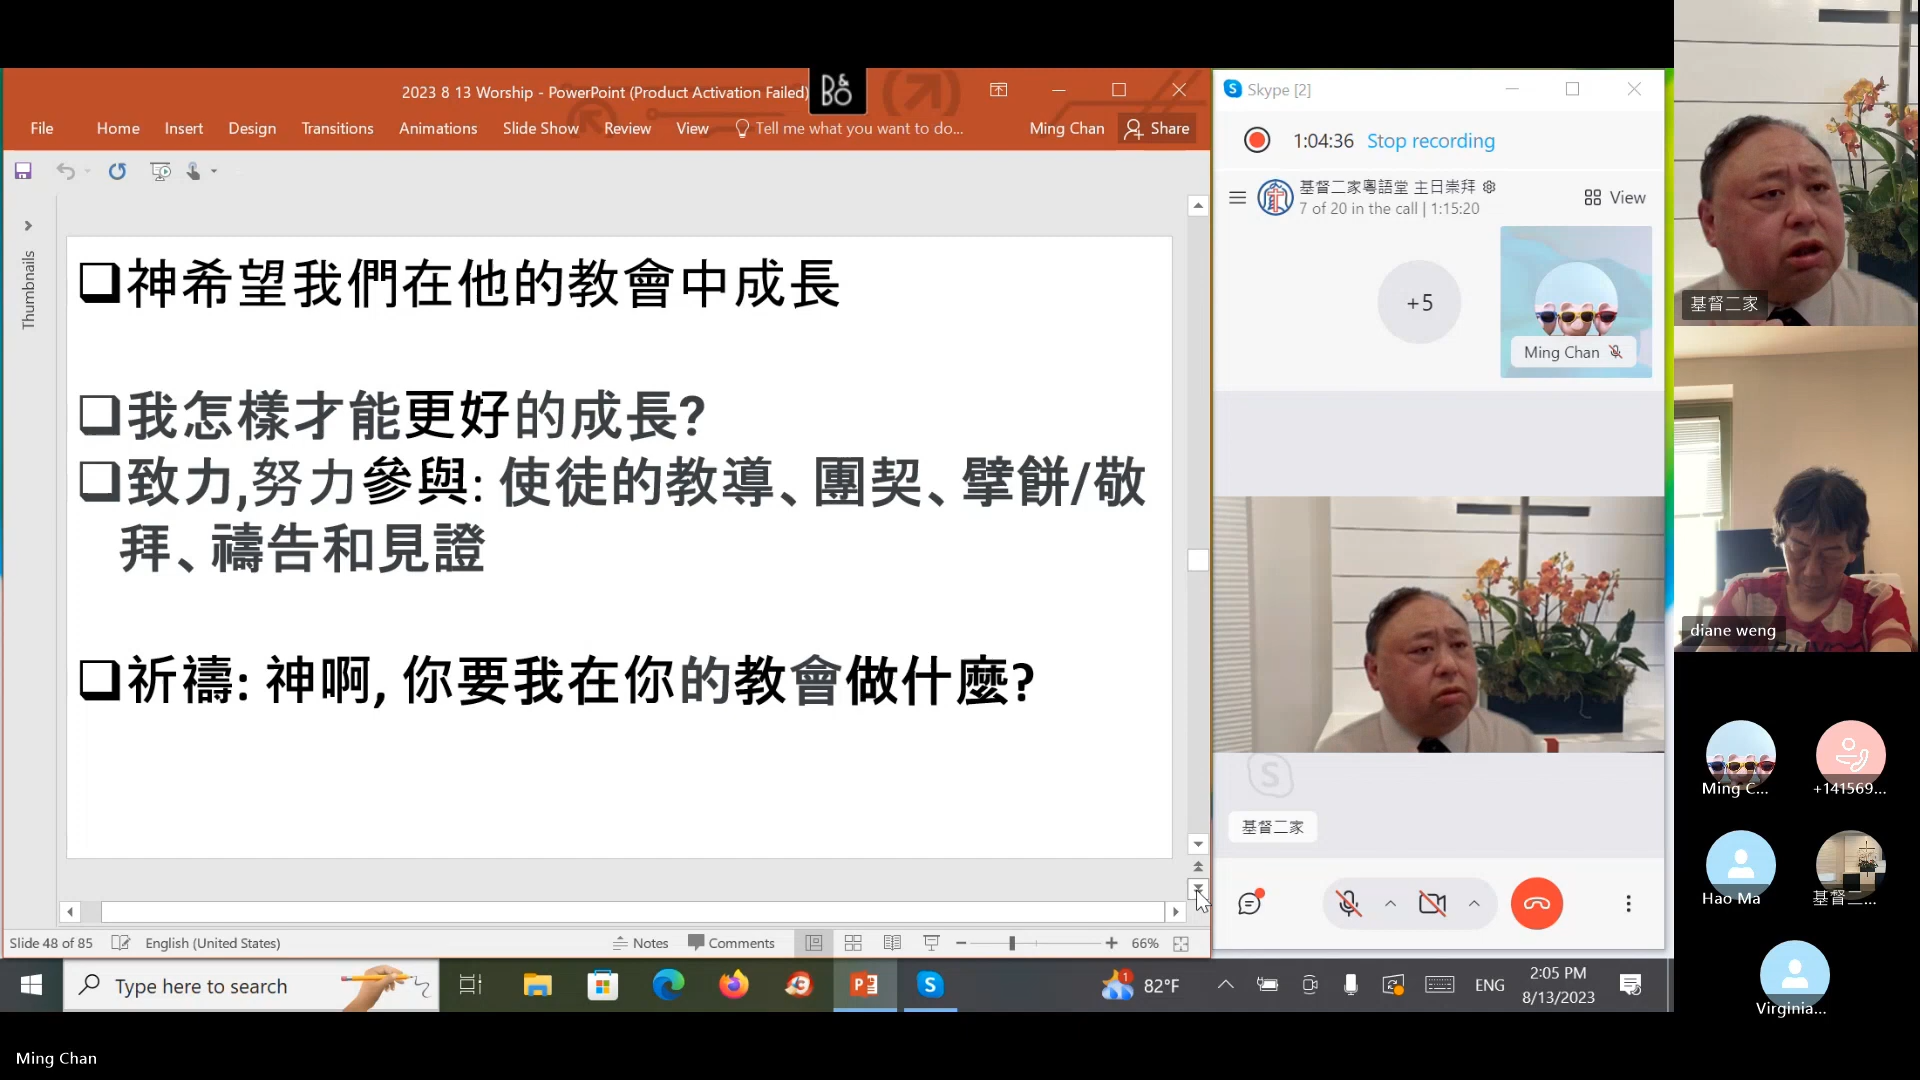 2023 8 13 Worship - PowerPoint (Product Activation Failed)
B&O
File Home Insert Design Transitions Animations Slide Show Review View Tell me what you want to do... Ming Chan Share
Thumbnails
神希望我們在他的教會中成長
我怎樣才能更好的成長?
致力,努力參與: 使徒的教導、團契、擘餅/敬
拜、禱告和見證
祈禱: 神啊, 你要我在你的教會做什麼?
Slide 48 of 85 English (United States) Notes Comments 66%
Skype [2]
1:04:36 Stop recording
基督二家粵語堂 主日崇拜
7 of 20 in the call | 1:15:20
View
+5
Ming Chan
基督二家
Type here to search
1
82°F
ENG
2:05 PM
8/13/2023
基督二家
diane weng
Ming C...
+141569...
Hao Ma
基督二...
Virginia...
Ming Chan